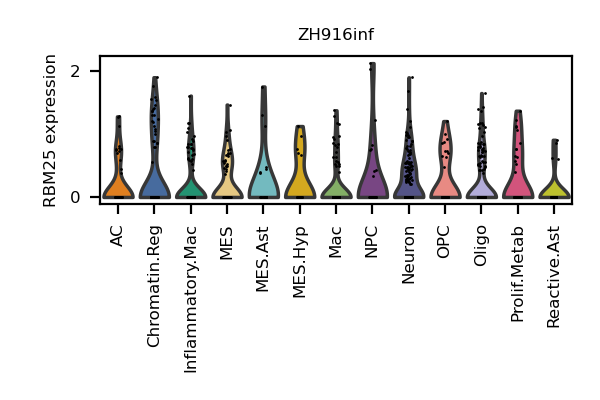 ZH916inf
RBM25 expression
2
0
AC
Chromatin.Reg
Inflammatory.Mac
MES
MES.Ast
MES.Hyp
Mac
NPC
Neuron
OPC
Oligo
Prolif.Metab
Reactive.Ast